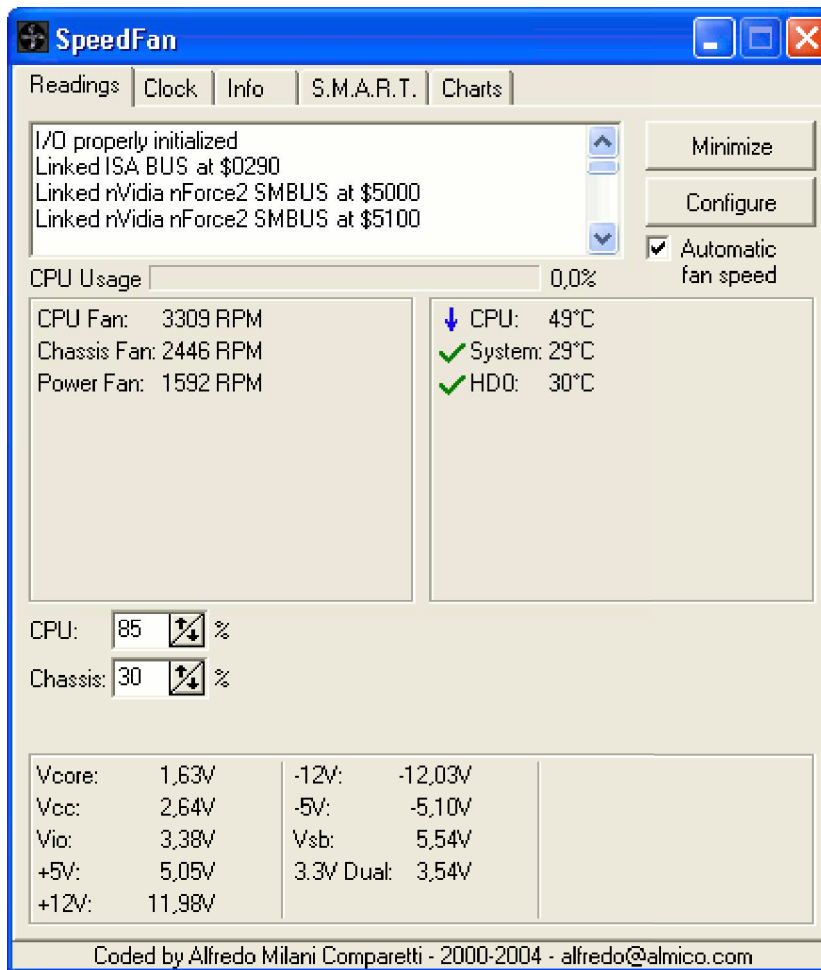 SpeedFan
Readings Clock Info S.M.A.R.T. Charts
I/O properly initialized
Linked ISA BUS at $0290
Linked nVidia nForce2 SMBUS at $5000
Linked nVidia nForce2 SMBUS at $5100
Minimize
Configure
Automatic
fan speed
CPU Usage 0,0%
CPU Fan: 3309 RPM
Chassis Fan: 2446 RPM
Power Fan: 1592 RPM
CPU: 49°C
System: 29°C
HD0: 30°C
CPU: 85 %
Chassis: 30 %
Vcore: 1,63V
Vcc: 2,64V
Vio: 3,38V
+5V: 5,05V
+12V: 11,98V
-12V: -12,03V
-5V: -5,10V
Vsb: 5,54V
3.3V Dual: 3,54V
Coded by Alfredo Milani Comparetti - 2000-2004 - alfredo@almico.com